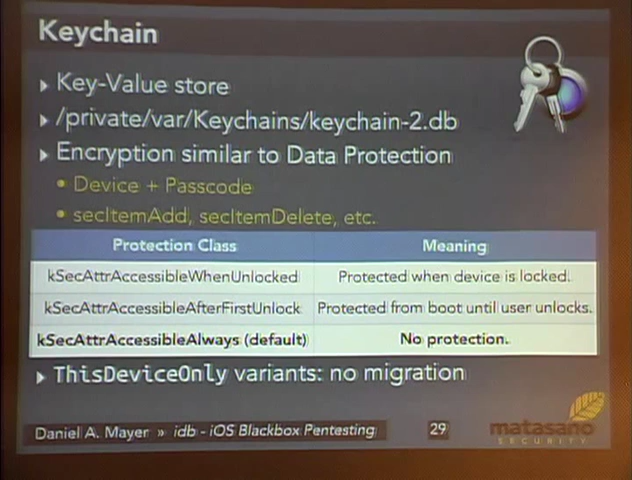 Keychain
Key-Value store
/private/var/Keychains/keychain-2.db
Encryption similar to Data Protection
Device + Passcode
secItemAdd, secItemDelete, etc.
Protection Class Meaning
kSecAttrAccessibleWhenUnlocked Protected when device is locked.
kSecAttrAccessibleAfterFirstUnlock Protected from boot until user unlocks.
kSecAttrAccessibleAlways (default) No protection.
ThisDeviceOnly variants: no migration
Daniel A. Mayer » idb - iOS Blackbox Pentesting 29
matasano
SECURITY